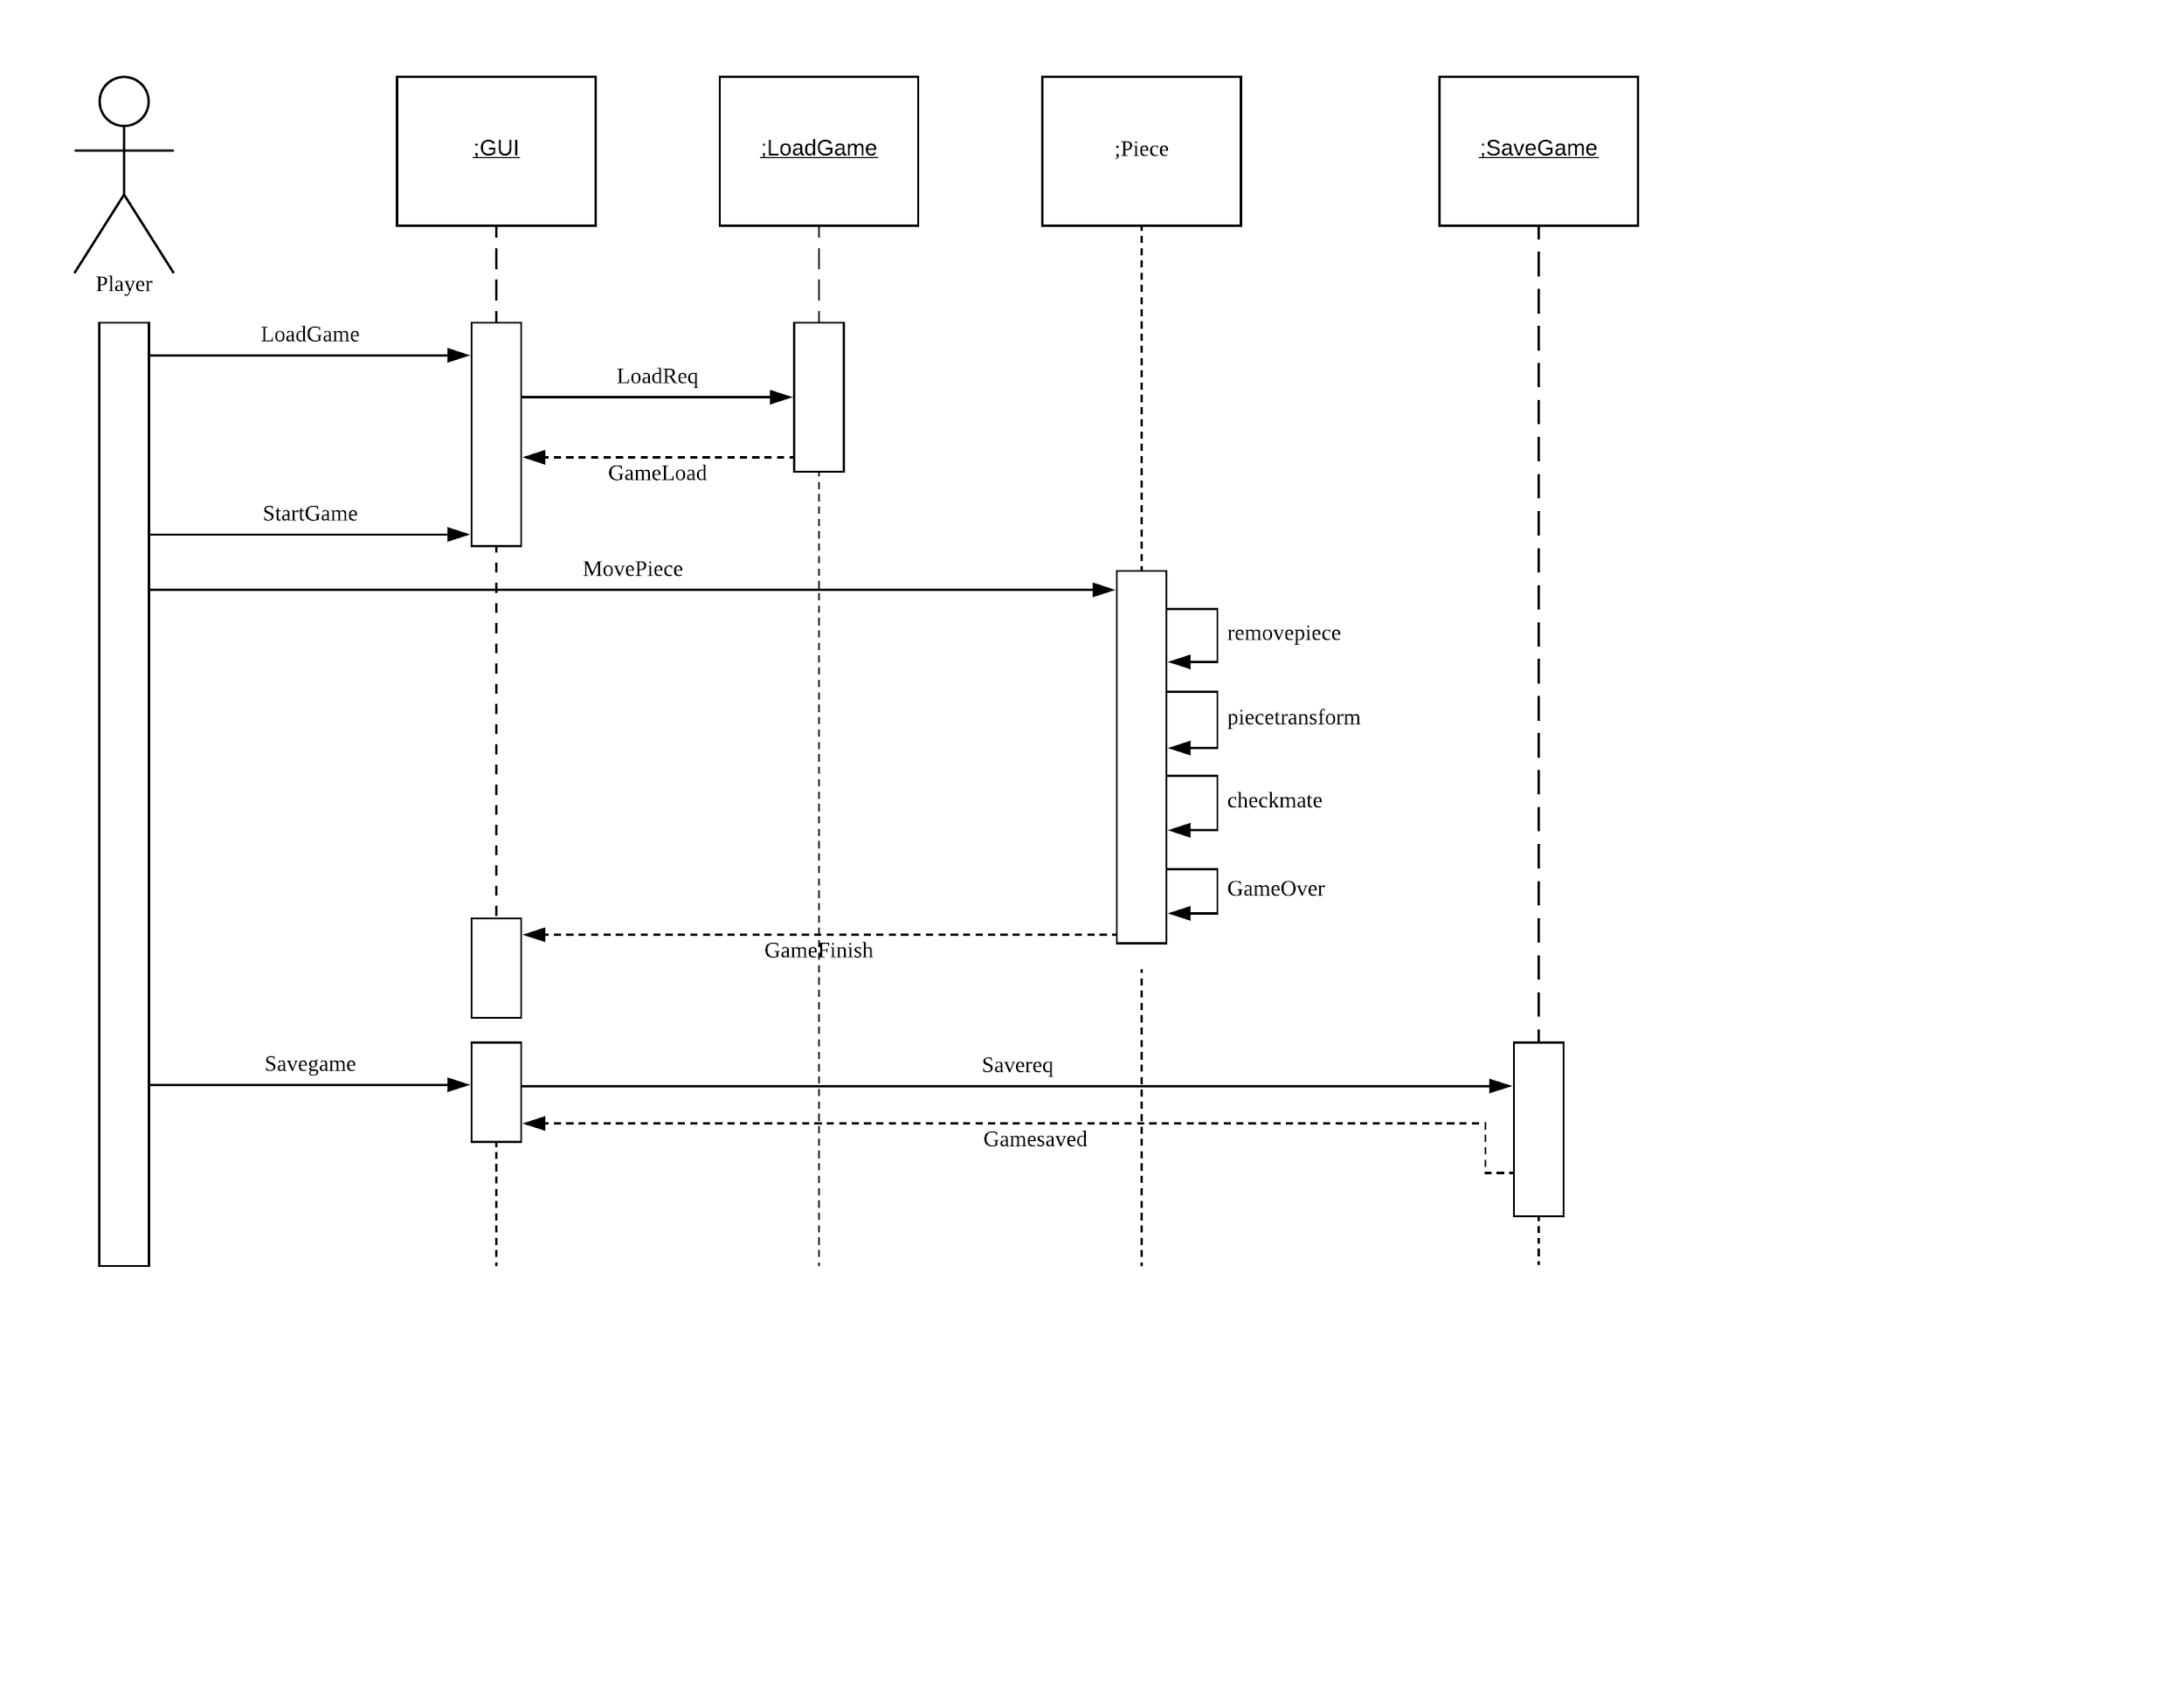 ;GUI
;LoadGame
;Piece
;SaveGame
Player
LoadGame
LoadReq
GameLoad
StartGame
MovePiece
removepiece
piecetransform
checkmate
GameOver
GameFinish
Savegame
Savereq
Gamesaved